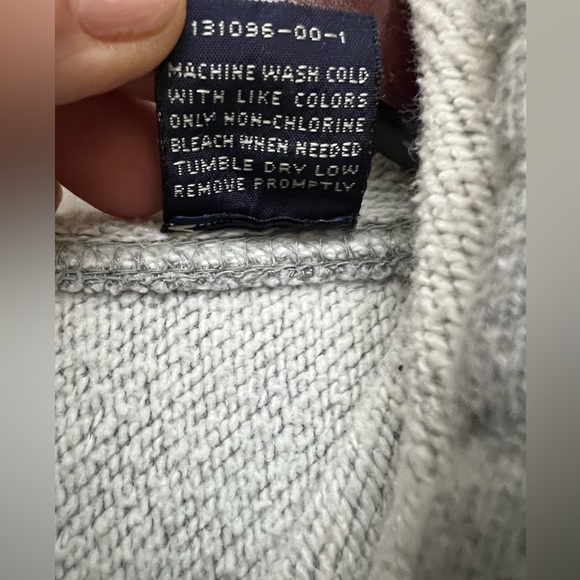 131096-00-1
MACHINE WASH COLD
WITH LIKE COLORS
ONLY NON-CHLORINE
BLEACH WHEN NEEDED
TUMBLE DRY LOW
REMOVE PROMPTLY